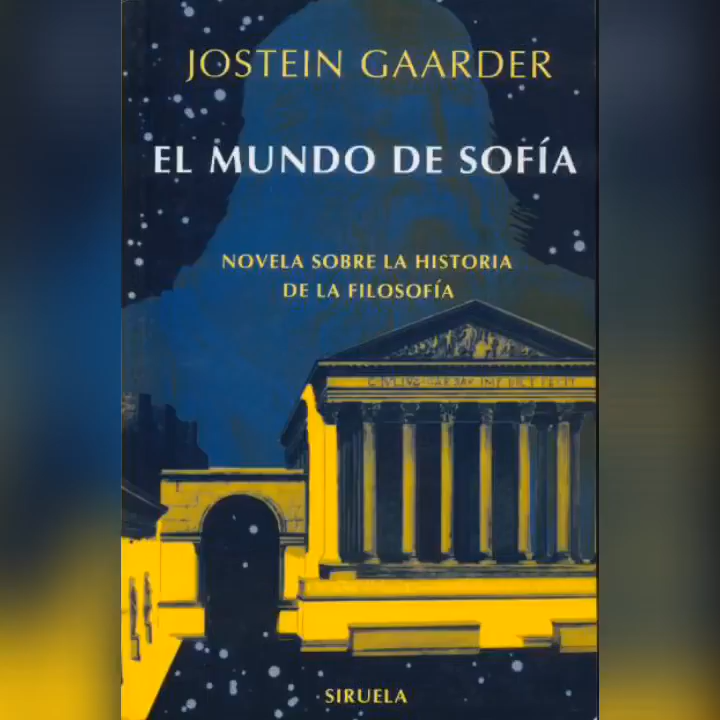 JOSTEIN GAARDER
EL MUNDO DE SOFÍA
NOVELA SOBRE LA HISTORIA
DE LA FILOSOFÍA
SIRUELA